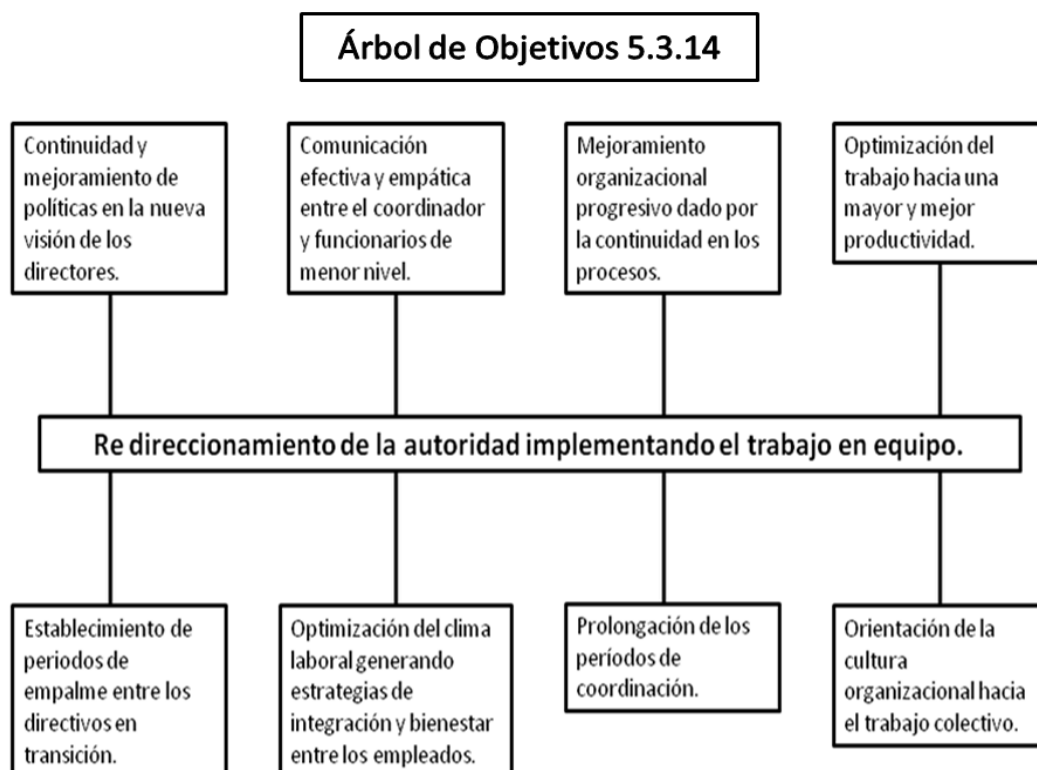 Árbol de Objetivos 5.3.14
Continuidad y
mejoramiento de
políticas en la nueva
visión de los
directores.
Comunicación
efectiva y empática
entre el coordinador
y funcionarios de
menor nivel.
Mejoramiento
organizacional
progresivo dado por
la continuidad en los
procesos.
Optimización del
trabajo hacia una
mayor y mejor
productividad.
Re direccionamiento de la autoridad implementando el trabajo en equipo.
Establecimiento de
periodos de
empalme entre los
directivos en
transición.
Optimización del clima
laboral generando
estrategias de
integración y bienestar
entre los empleados.
Prolongación de los
períodos de
coordinación.
Orientación de la
cultura
organizacional hacia
el trabajo colectivo.